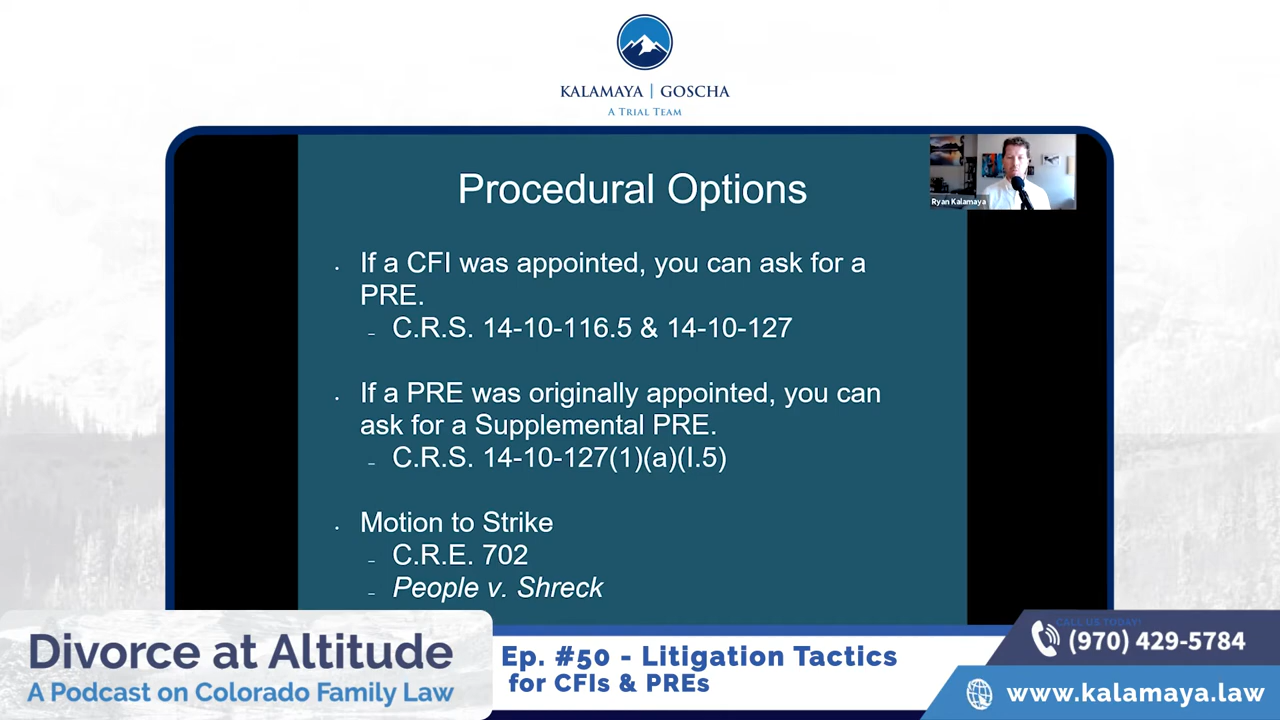 KALAMAYA | GOSCHA
A TRIAL TEAM
Procedural Options
Ryan Kalamaya
• If a CFI was appointed, you can ask for a
PRE.
– C.R.S. 14-10-116.5 & 14-10-127
• If a PRE was originally appointed, you can
ask for a Supplemental PRE.
– C.R.S. 14-10-127(1)(a)(I.5)
• Motion to Strike
– C.R.E. 702
– People v. Shreck
Divorce at Altitude
A Podcast on Colorado Family Law
Ep. #50 - Litigation Tactics
for CFIs & PREs
CALL US TODAY!
(970) 429-5784
www.kalamaya.law